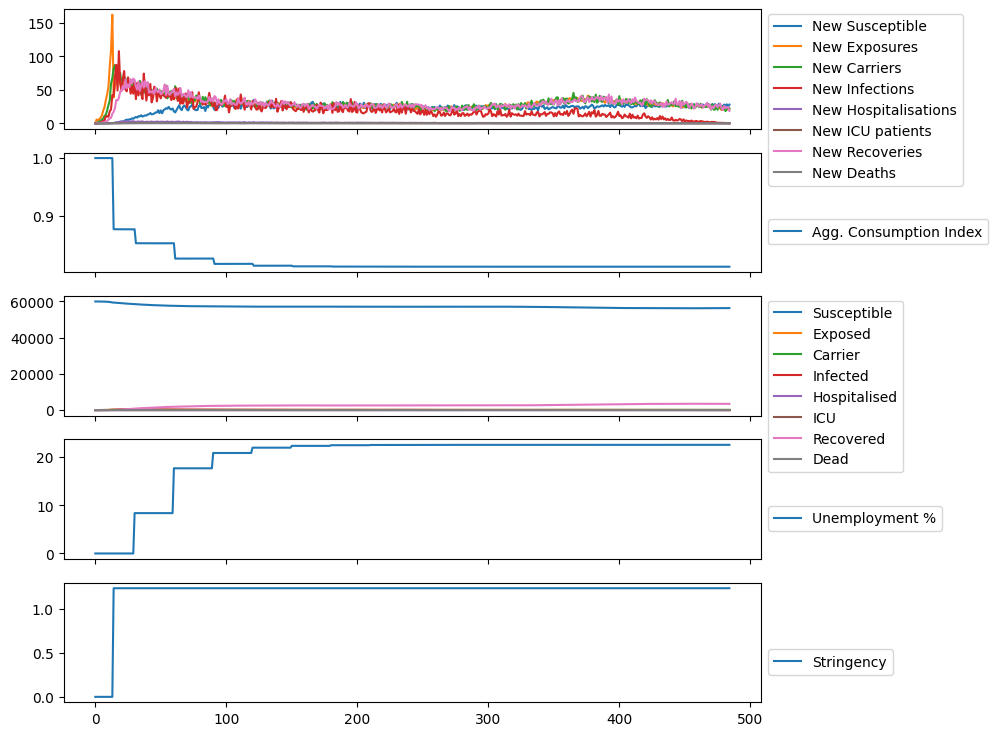 150
100
50
0
New Susceptible
New Exposures
New Carriers
New Infections
New Hospitalisations
New ICU patients
New Recoveries
New Deaths
1.0
0.9
Agg. Consumption Index
60000
40000
20000
0
Susceptible
Exposed
Carrier
Infected
Hospitalised
ICU
Recovered
Dead
20
10
0
Unemployment %
1.0
0.5
0.0
Stringency
0 100 200 300 400 500